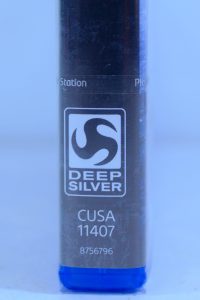 Station
DEEP
SILVER
CUSA
11407
8756796